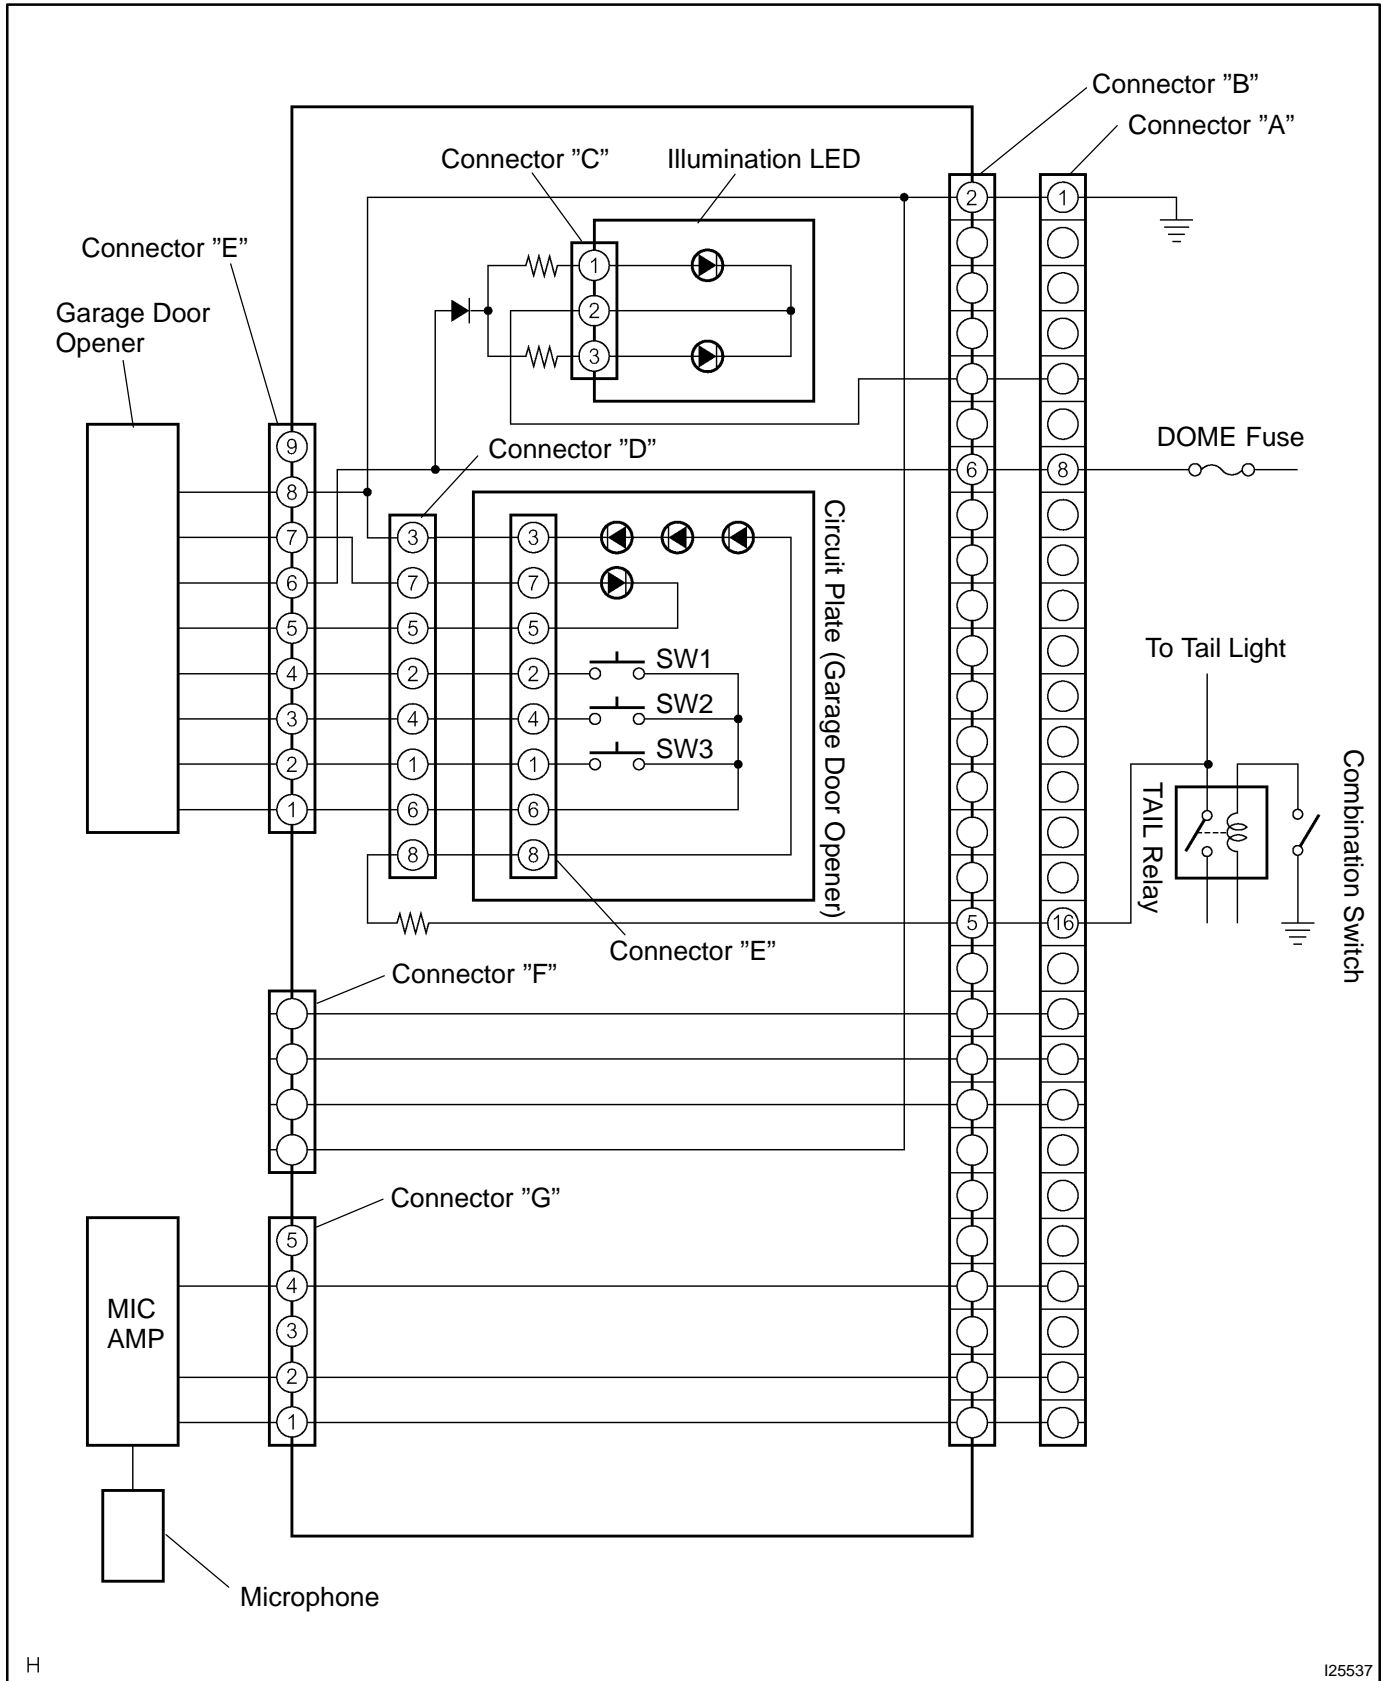 Connector ”B”
Connector ”A”
Connector ”C”
Illumination LED
2
1
Connector ”E”
1
Garage Door
Opener
2
3
9
Connector ”D”
DOME Fuse
8
6
8
7
3
3
6
7
7
5
5
5
4
2
2
SW1
To Tail Light
3
4
4
SW2
2
1
1
SW3
1
6
6
8
8
Circuit Plate (Garage Door Opener)
TAIL Relay
Combination Switch
5
16
Connector ”E”
Connector ”F”
Connector ”G”
5
4
MIC
AMP
3
2
1
Microphone
H
I25537